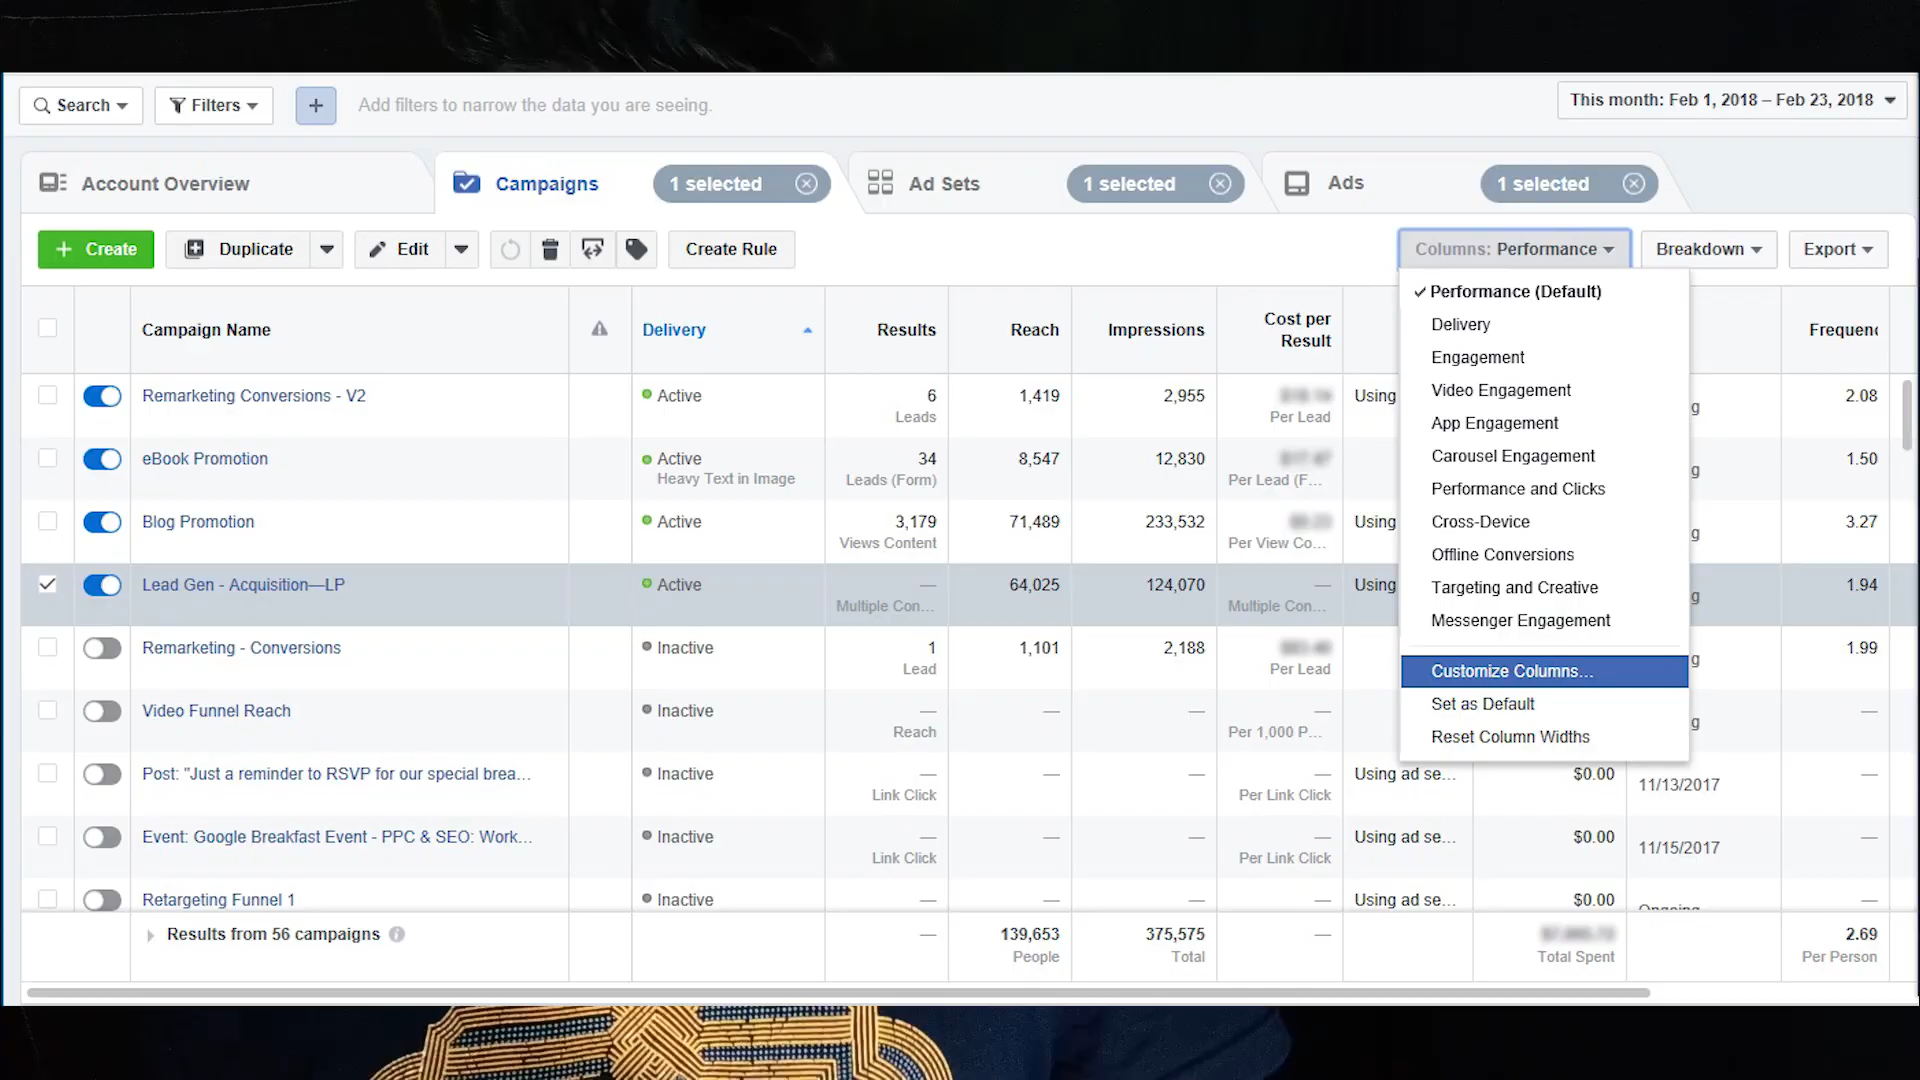 Search
Filters
Add filters to narrow the data you are seeing.
This month: Feb 1, 2018 – Feb 23, 2018
Account Overview
Campaigns
1 selected
Ad Sets
1 selected
Ads
1 selected
+ Create
Duplicate
Edit
Create Rule
Columns: Performance
Breakdown
Export
Campaign Name
Delivery
Results
Reach
Impressions
Cost per
Result
Frequenc
Remarketing Conversions - V2
Active
6
Leads
1,419
2,955
Per Lead
Using
g
2.08
eBook Promotion
Active
Heavy Text in Image
34
Leads (Form)
8,547
12,830
Per Lead (F...
g
1.50
Blog Promotion
Active
3,179
Views Content
71,489
233,532
Per View Co...
Using
g
3.27
Lead Gen - Acquisition—LP
Active
—
Multiple Con...
64,025
124,070
—
Multiple Con...
Using
g
1.94
Remarketing - Conversions
Inactive
1
Lead
1,101
2,188
Per Lead
g
1.99
Video Funnel Reach
Inactive
—
Reach
—
—
—
Per 1,000 P...
g
—
Post: "Just a reminder to RSVP for our special brea...
Inactive
—
Link Click
—
—
—
Per Link Click
Using ad se...
$0.00
11/13/2017
—
Event: Google Breakfast Event - PPC & SEO: Work...
Inactive
—
Link Click
—
—
—
Per Link Click
Using ad se...
$0.00
11/15/2017
—
Retargeting Funnel 1
Inactive
—
—
—
—
Using ad se...
$0.00
Ongoing
—
Results from 56 campaigns
—
139,653
People
375,575
Total
—
Total Spent
2.69
Per Person
Performance (Default)
Delivery
Engagement
Video Engagement
App Engagement
Carousel Engagement
Performance and Clicks
Cross-Device
Offline Conversions
Targeting and Creative
Messenger Engagement
Customize Columns...
Set as Default
Reset Column Widths